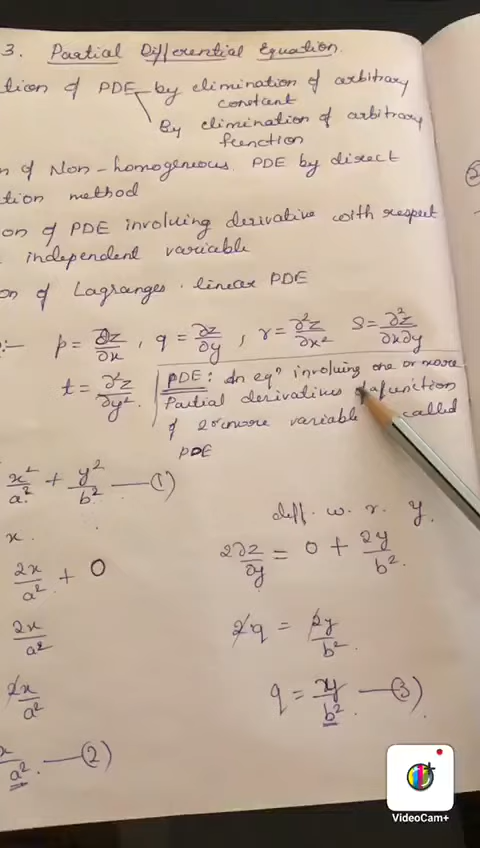 3. Partial Differential Equation.
tion of PDE by elimination of arbitrary
constant
By elimination of arbitrary
function
n of Non-homogeneous PDE by direct
tion method
on of PDE involving derivative with respect
independent variable
on of Lagranges linear PDE
:- p = ∂z/∂x, q = ∂z/∂y, r = ∂²z/∂x² S = ∂²z/∂x∂y
t = ∂²z/∂y².
PDE: An eqn involving one or more
Partial derivatives of a function
of 2 or more variable called
PDE
x²/a² + y²/b² —(1)
x.
2x/a² + 0
2x/a²
2x/a²
x/a². —(2)
diff. w. r. y.
2∂z/∂y = 0 + 2y/b².
2q = 2y/b².
q = y/b². —(3)
VideoCam+